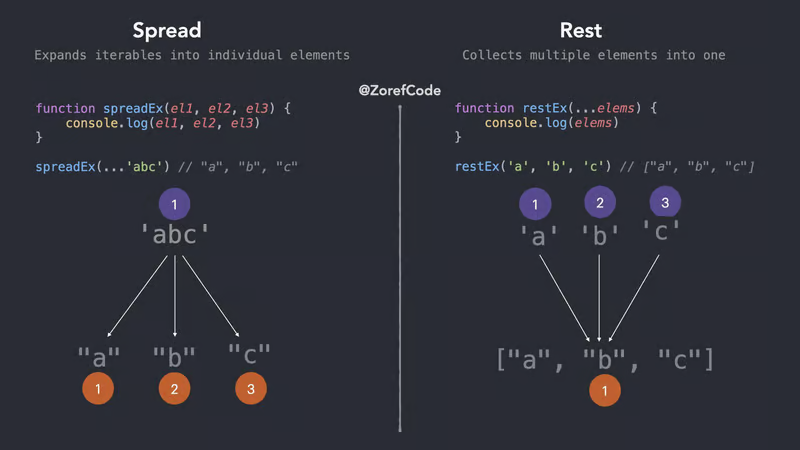 Spread
Expands iterables into individual elements
function spreadEx(el1, el2, el3) {
console.log(el1, el2, el3)
}
spreadEx(...'abc') // "a", "b", "c"
1
'abc'
"a" "b" "c"
1 2 3
@ZorefCode
Rest
Collects multiple elements into one
function restEx(...elems) {
console.log(elems)
}
restEx('a', 'b', 'c') // ["a", "b", "c"]
1 2 3
'a' 'b' 'c'
["a", "b", "c"]
1